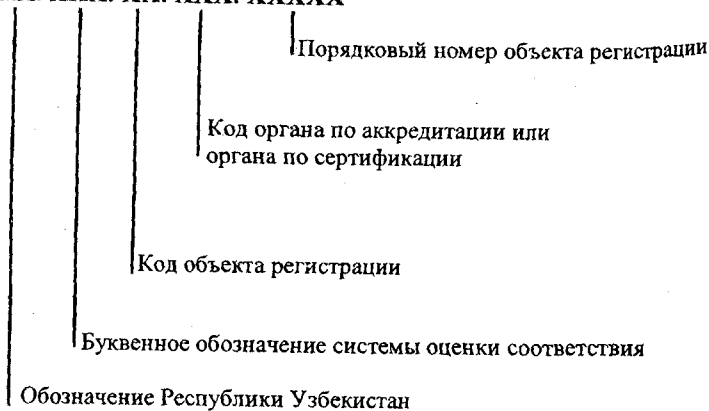 Порядковый номер объекта регистрации
Код органа по аккредитации или
органа по сертификации
Код объекта регистрации
Буквенное обозначение системы оценки соответствия
Обозначение Республики Узбекистан